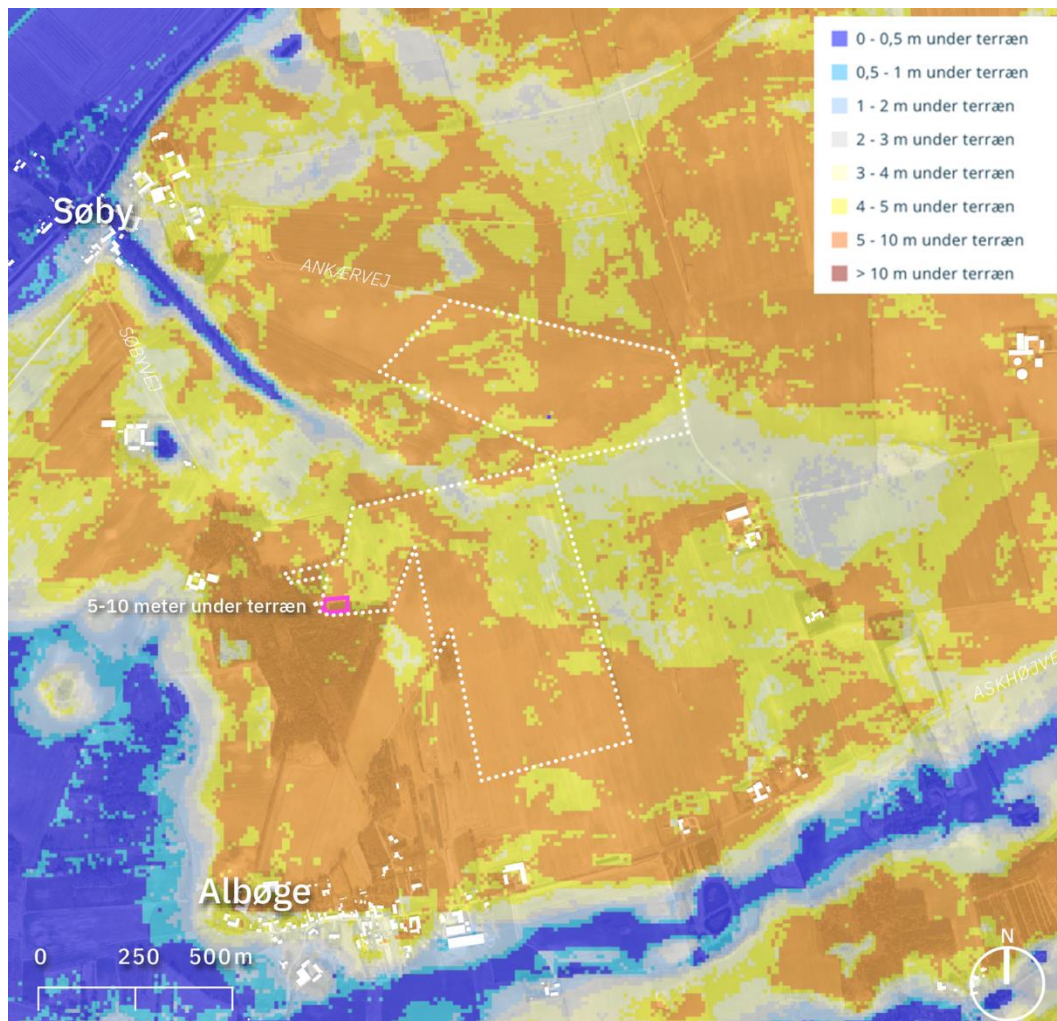 0 - 0,5 m under terræn
0,5 - 1 m under terræn
1 - 2 m under terræn
2 - 3 m under terræn
3 - 4 m under terræn
4 - 5 m under terræn
5 - 10 m under terræn
> 10 m under terræn
Søby
ANKÆRVEJ
SØBYVEJ
5-10 meter under terræn
ASKHØJVE
Albøge
0 250 500 m
N